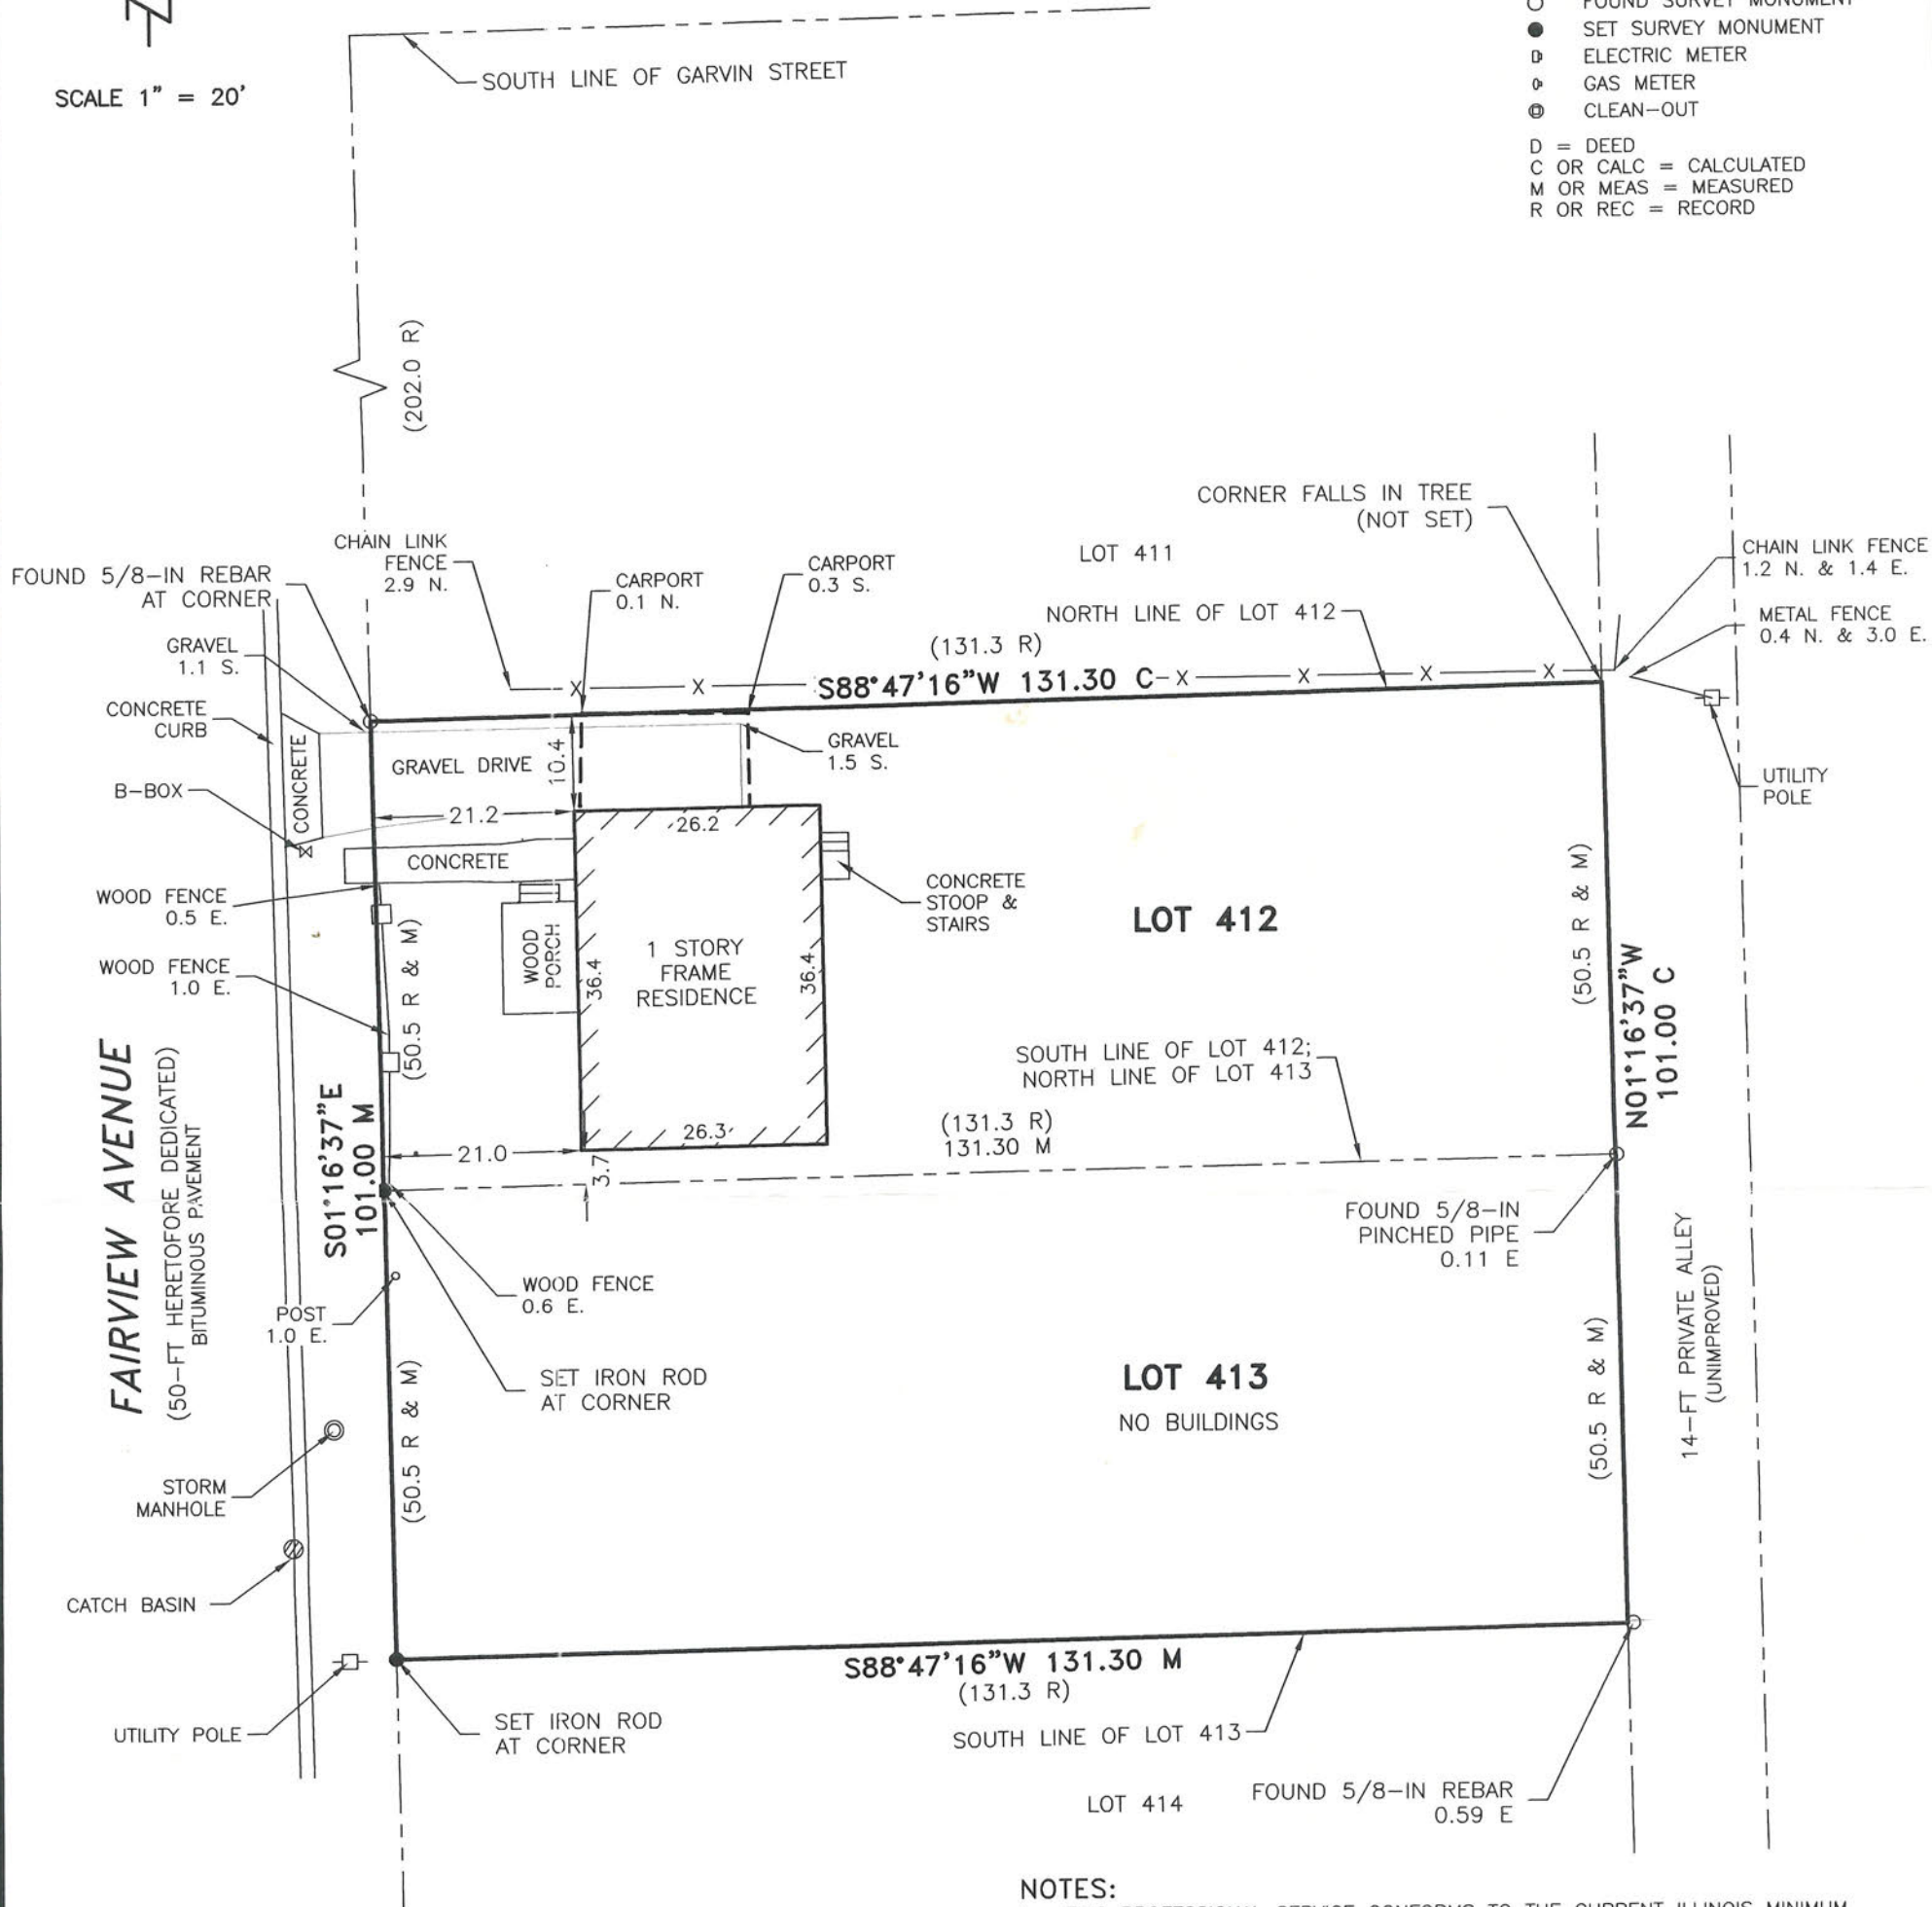 FOUND SURVEY MONUMENT
SET SURVEY MONUMENT
ELECTRIC METER
GAS METER
CLEAN-OUT
D = DEED
C OR CALC = CALCULATED
M OR MEAS = MEASURED
R OR REC = RECORD
SCALE 1" = 20'
SOUTH LINE OF GARVIN STREET
(202.0 R)
CORNER FALLS IN TREE
(NOT SET)
LOT 411
CHAIN LINK FENCE
1.2 N. & 1.4 E.
METAL FENCE
0.4 N. & 3.0 E.
UTILITY
POLE
CHAIN LINK
FENCE
2.9 N.
CARPORT
0.1 N.
CARPORT
0.3 S.
NORTH LINE OF LOT 412
(131.3 R)
S88°47'16"W 131.30 C
X X X X X X
FOUND 5/8-IN REBAR
AT CORNER
GRAVEL
1.1 S.
CONCRETE
CURB
CONCRETE
B-BOX
GRAVEL DRIVE
10.4
GRAVEL
1.5 S.
21.2
26.2
CONCRETE
WOOD FENCE
0.5 E.
WOOD FENCE
1.0 E.
(50.5 R & M)
WOOD
PORCH
36.4
1 STORY
FRAME
RESIDENCE
36.4
CONCRETE
STOOP &
STAIRS
LOT 412
(50.5 R & M)
N01°16'37"W
101.00 C
SOUTH LINE OF LOT 412;
NORTH LINE OF LOT 413
(131.3 R)
131.30 M
26.3
21.0
3.7
FAIRVIEW AVENUE
(50-FT HERETOFORE DEDICATED)
BITUMINOUS PAVEMENT
S01°16'37"E
101.00 M
FOUND 5/8-IN
PINCHED PIPE
0.11 E
WOOD FENCE
0.6 E.
POST
1.0 E.
SET IRON ROD
AT CORNER
(50.5 R & M)
LOT 413
NO BUILDINGS
(50.5 R & M)
14-FT PRIVATE ALLEY
(UNIMPROVED)
STORM
MANHOLE
CATCH BASIN
UTILITY POLE
SET IRON ROD
AT CORNER
S88°47'16"W 131.30 M
(131.3 R)
SOUTH LINE OF LOT 413
LOT 414
FOUND 5/8-IN REBAR
0.59 E
NOTES:
PROFESSIONAL SERVICE CONFORMS TO THE CURRENT ILLINOIS MINIMUM